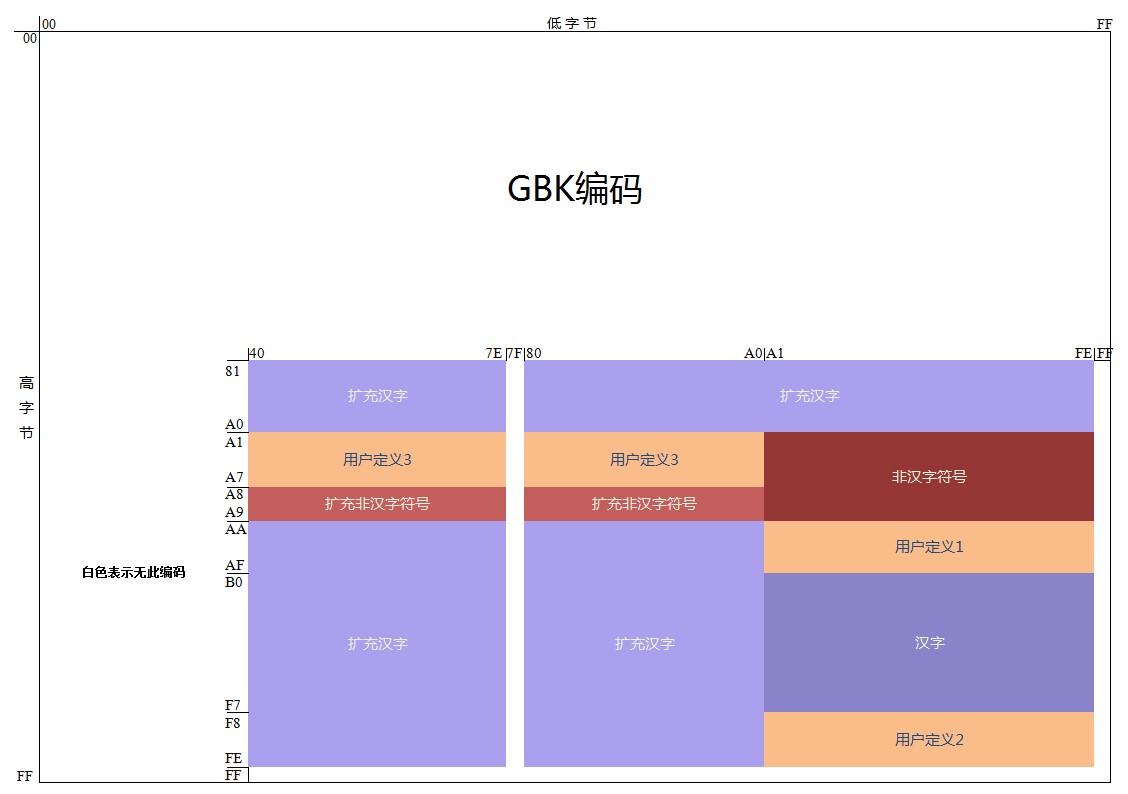 00 低 字 节 FF
00
GBK编码
40 7E 7F 80 A0 A1 FE FF
81
扩充汉字 扩充汉字
高
字
节
A0
A1
用户定义3 用户定义3 非汉字符号
A7
A8
扩充非汉字符号 扩充非汉字符号
A9
AA
用户定义1
AF
白色表示无此编码
B0
扩充汉字 扩充汉字 汉字
F7
F8
用户定义2
FE
FF FF